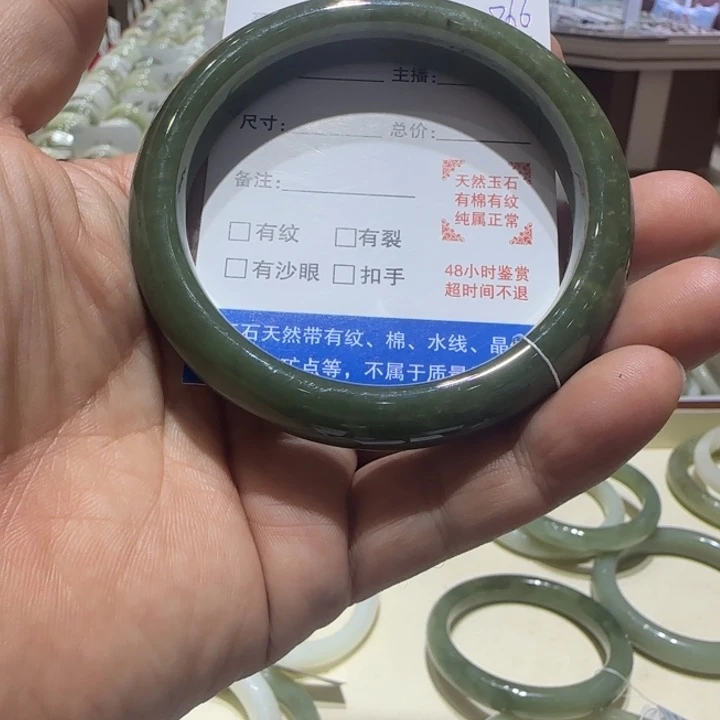 766
主播:
尺寸:
总价:
备注:
天然玉石
有棉有纹
纯属正常
□有纹 □有裂
□有沙眼 □扣手
48小时鉴赏
超时间不退
石天然带有纹、棉、水线、晶
矿点等，不属于质量